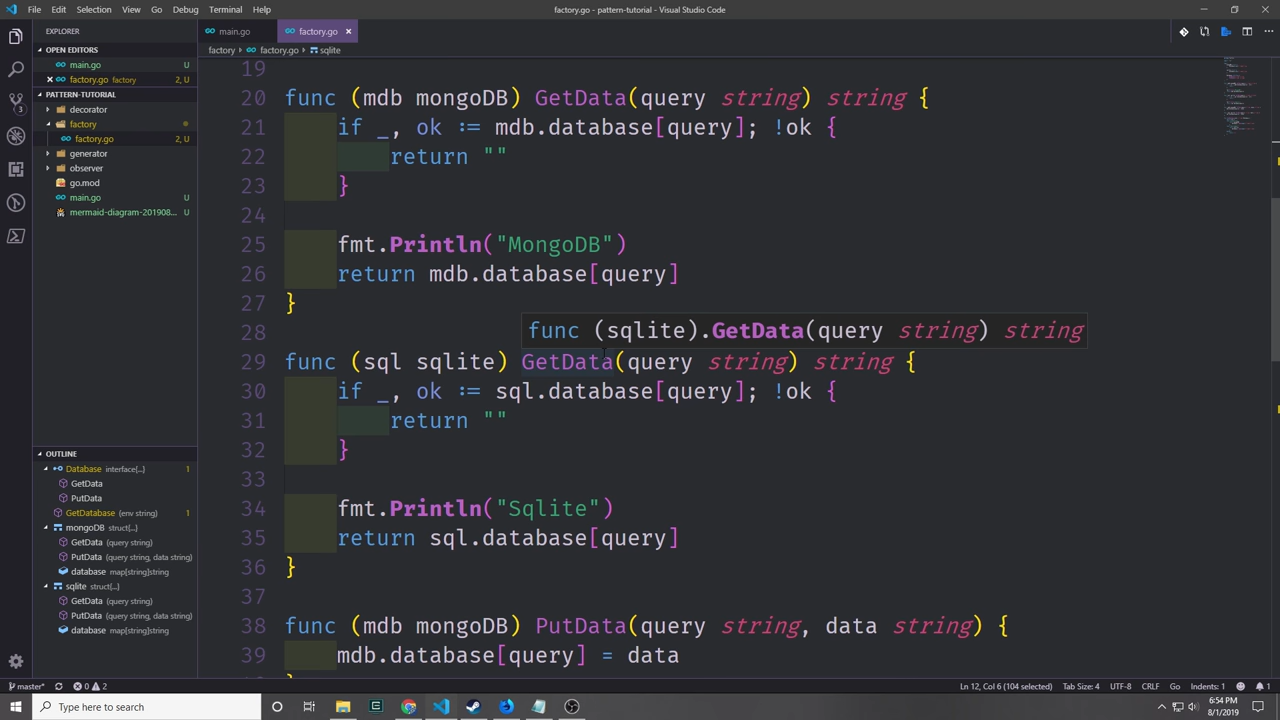 File Edit Selection View Go Debug Terminal Help
factory.go - pattern-tutorial - Visual Studio Code
EXPLORER
OPEN EDITORS
main.go U
factory.go factory 2, U
PATTERN-TUTORIAL
decorator
factory
factory.go 2, U
generator
observer
go.mod
main.go U
mermaid-diagram-201908... U
OUTLINE
Database interface{...} 1
GetData
PutData
GetDatabase (env string) 1
mongoDB struct{...}
GetData (query string)
PutData (query string, data string)
database map[string]string
sqlite struct{...}
GetData (query string)
PutData (query string, data string)
database map[string]string
main.go
factory.go
factory > factory.go > sqlite
19
20 func (mdb mongoDB) GetData(query string) string {
21 if _, ok := mdb.database[query]; !ok {
22 return ""
23 }
24
25 fmt.Println("MongoDB")
26 return mdb.database[query]
27 }
28
func (sqlite).GetData(query string) string
29 func (sql sqlite) GetData(query string) string {
30 if _, ok := sql.database[query]; !ok {
31 return ""
32 }
33
34 fmt.Println("Sqlite")
35 return sql.database[query]
36 }
37
38 func (mdb mongoDB) PutData(query string, data string) {
39 mdb.database[query] = data
master* 0 2
Ln 12, Col 6 (104 selected) Tab Size: 4 UTF-8 CRLF Go Indents: 1 1
Type here to search
6:54 PM
8/1/2019